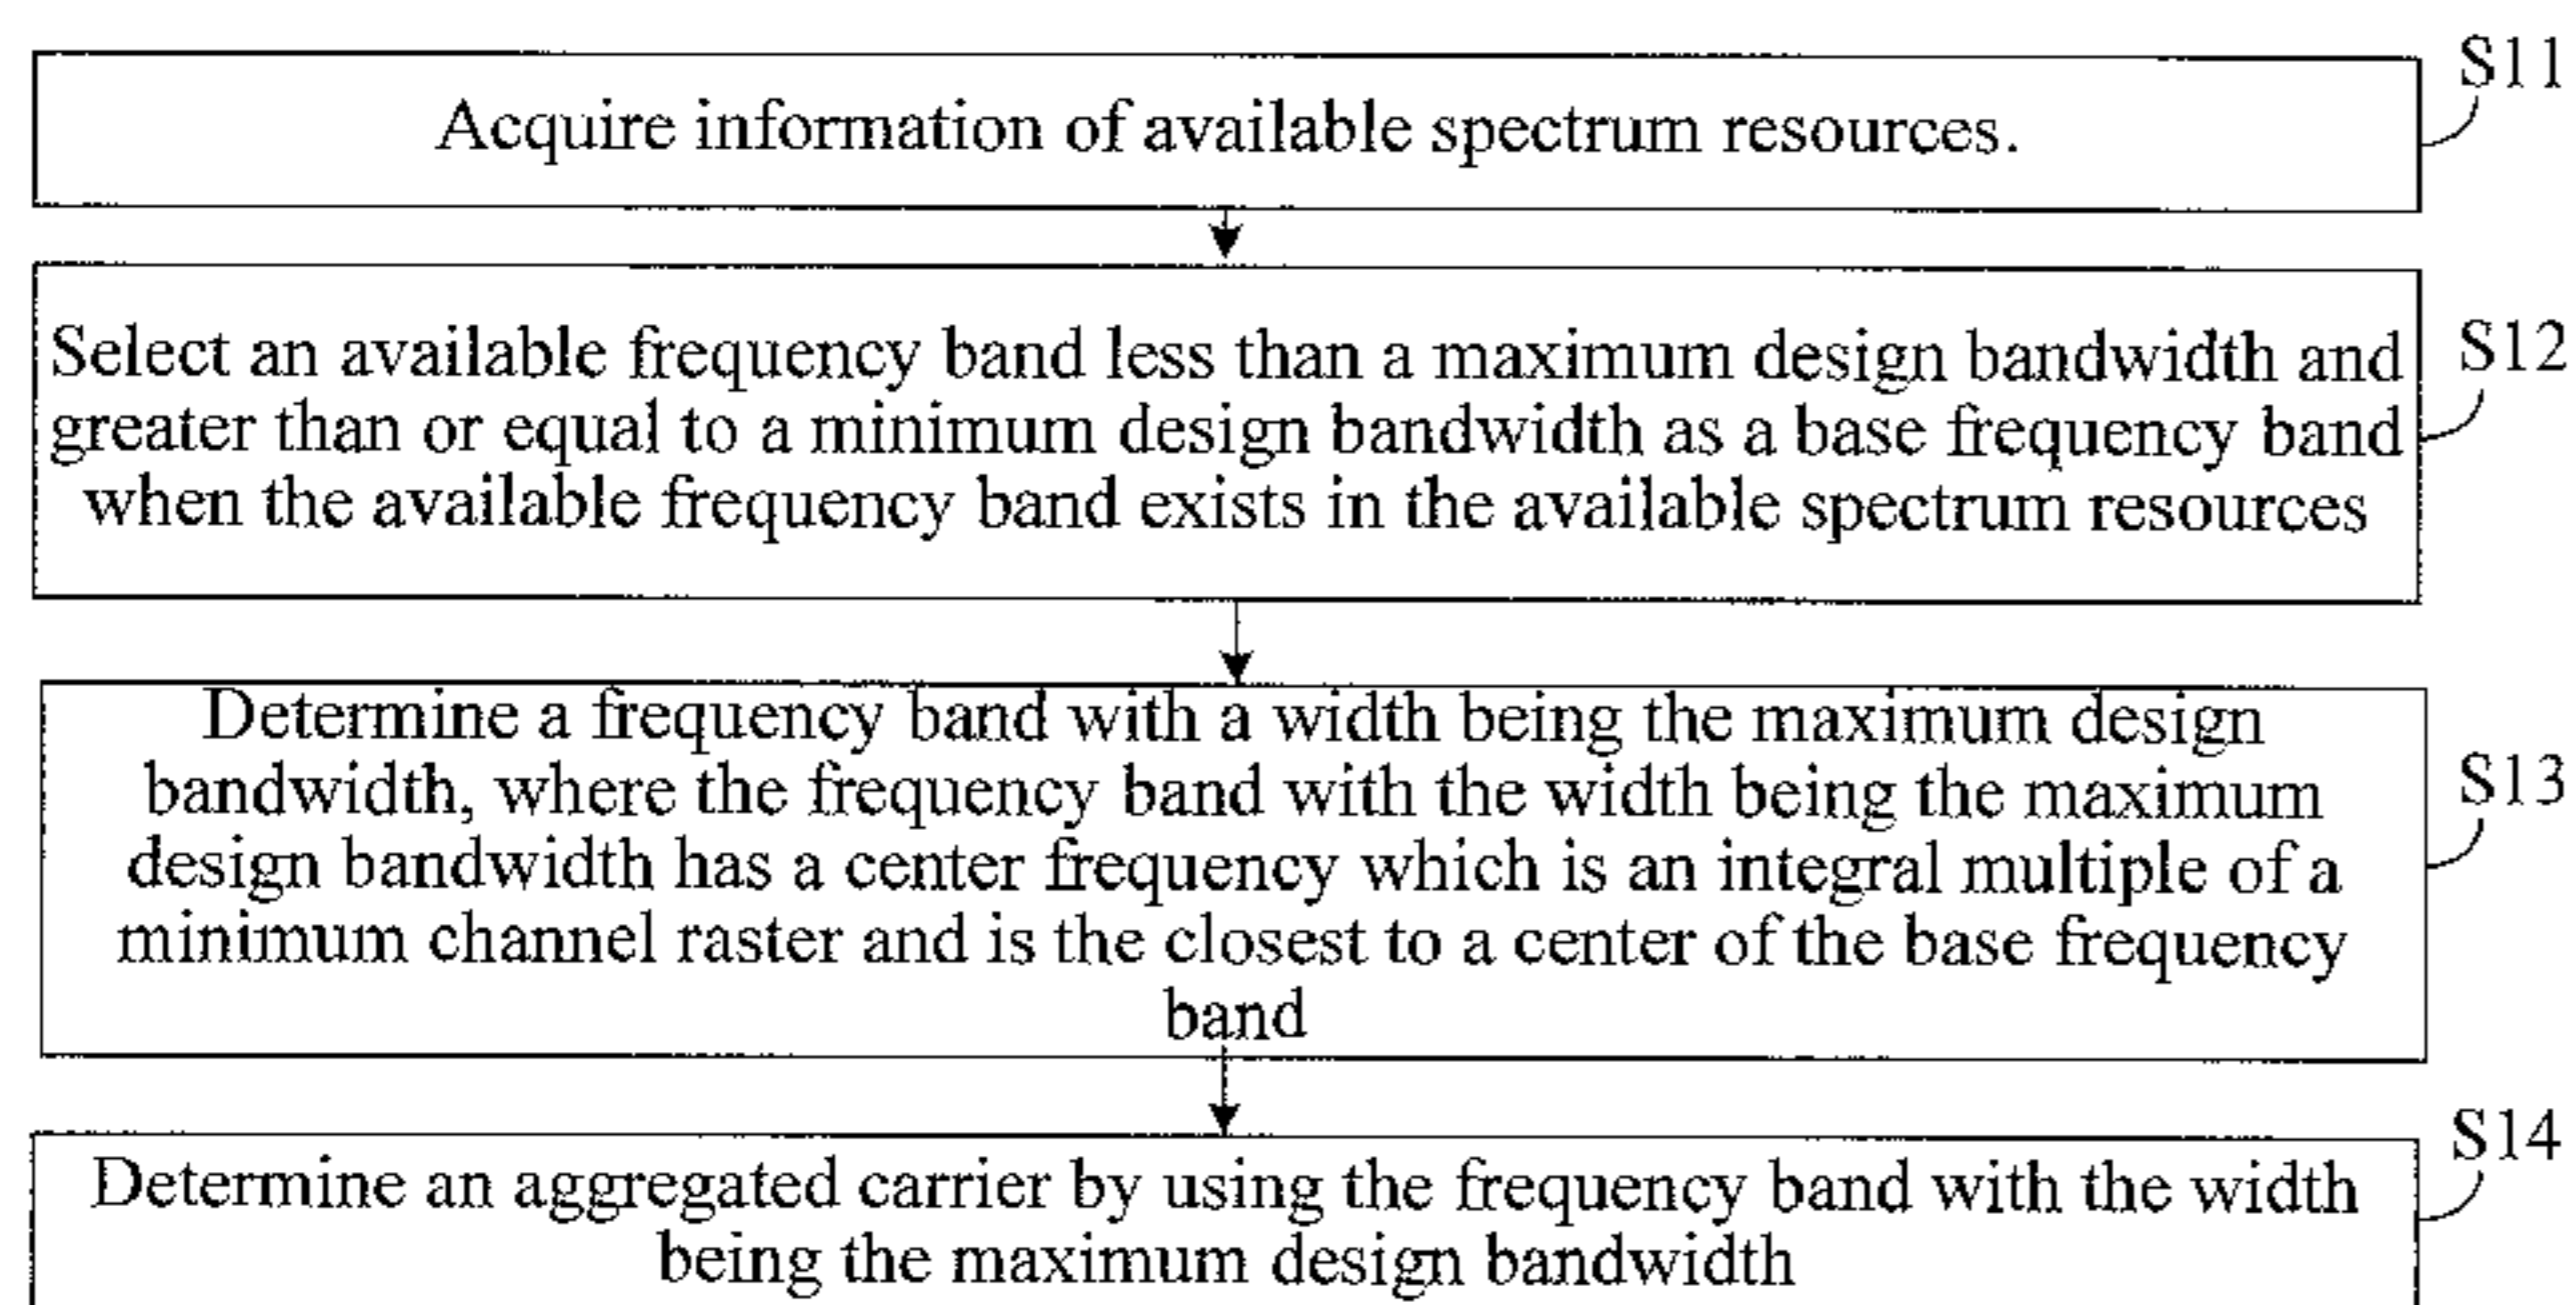 S11
Acquire information of available spectrum resources.
Select an available frequency band less than a maximum design bandwidth and
S12
greater than or equal to a minimum design bandwidth as a base frequency band
when the available frequency band exists in the available spectrum resources
Determine a frequency band with a width being the maximum design
bandwidth, where the frequency band with the width being the maximum
S13
design bandwidth has a center frequency which is an integral multiple of a
minimum channel raster and is the closest to a center of the base frequency
band
S14
Determine an aggregated carrier by using the frequency band with the width
being the maximum design bandwidth